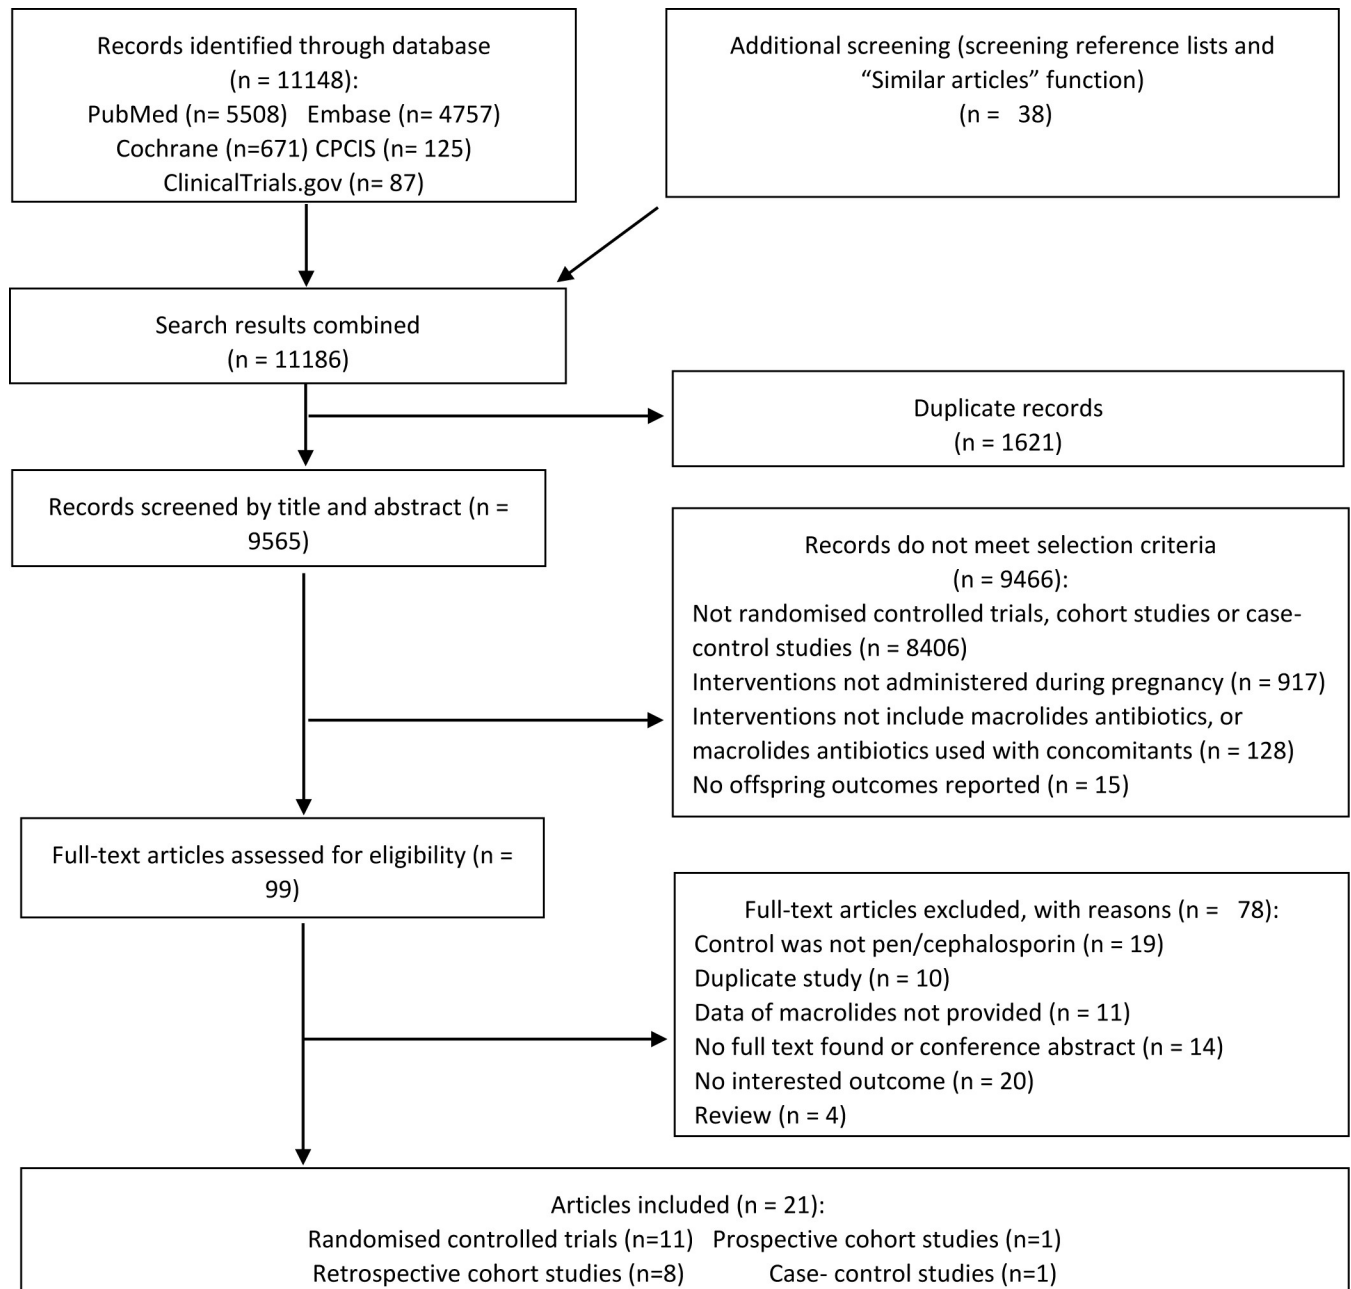 Records identified through database
(n = 11148):
PubMed (n= 5508)   Embase (n= 4757)
Cochrane (n=671) CPCIS (n= 125)
ClinicalTrials.gov (n= 87)
Additional screening (screening reference lists and
“Similar articles” function)
(n =   38)
Search results combined
(n = 11186)
Duplicate records
(n = 1621)
Records screened by title and abstract (n =
9565)
Records do not meet selection criteria
(n = 9466):
Not randomised controlled trials, cohort studies or case-
control studies (n = 8406)
Interventions not administered during pregnancy (n = 917)
Interventions not include macrolides antibiotics, or
macrolides antibiotics used with concomitants (n = 128)
No offspring outcomes reported (n = 15)
Full-text articles assessed for eligibility (n =
99)
Full-text articles excluded, with reasons (n =   78):
Control was not pen/cephalosporin (n = 19)
Duplicate study (n = 10)
Data of macrolides not provided (n = 11)
No full text found or conference abstract (n = 14)
No interested outcome (n = 20)
Review (n = 4)
Articles included (n = 21):
Randomised controlled trials (n=11)   Prospective cohort studies (n=1)
Retrospective cohort studies (n=8)   Case- control studies (n=1)